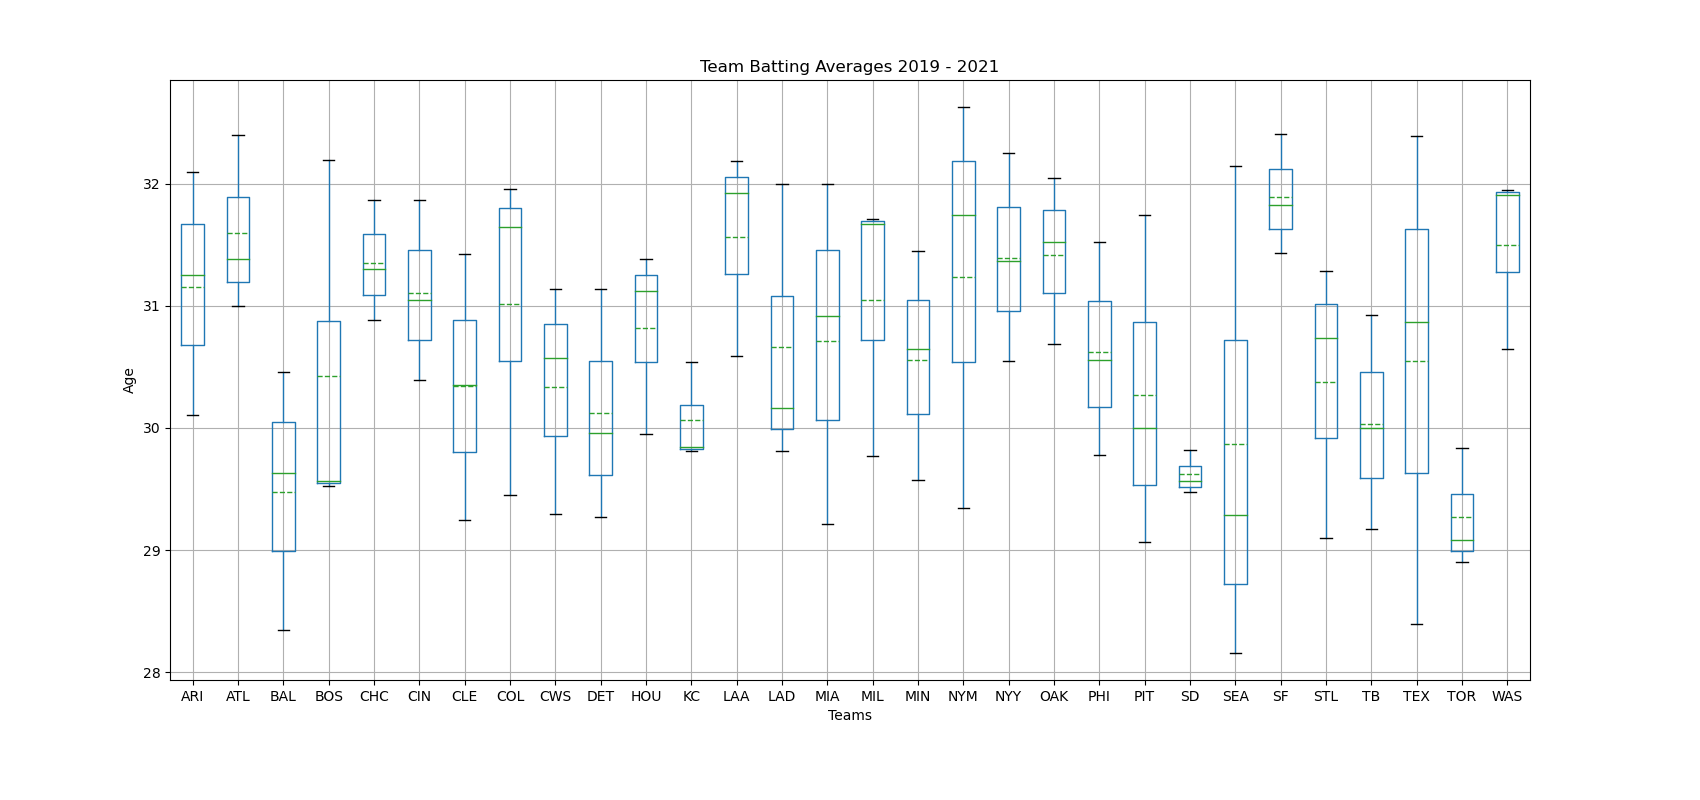 Team Batting Averages 2019 - 2021
Age
32
31
30
29
28
ARI ATL BAL BOS CHC CIN CLE COL CWS DET HOU KC LAA LAD MIA MIL MIN NYM NYY OAK PHI PIT SD SEA SF STL TB TEX TOR WAS
Teams